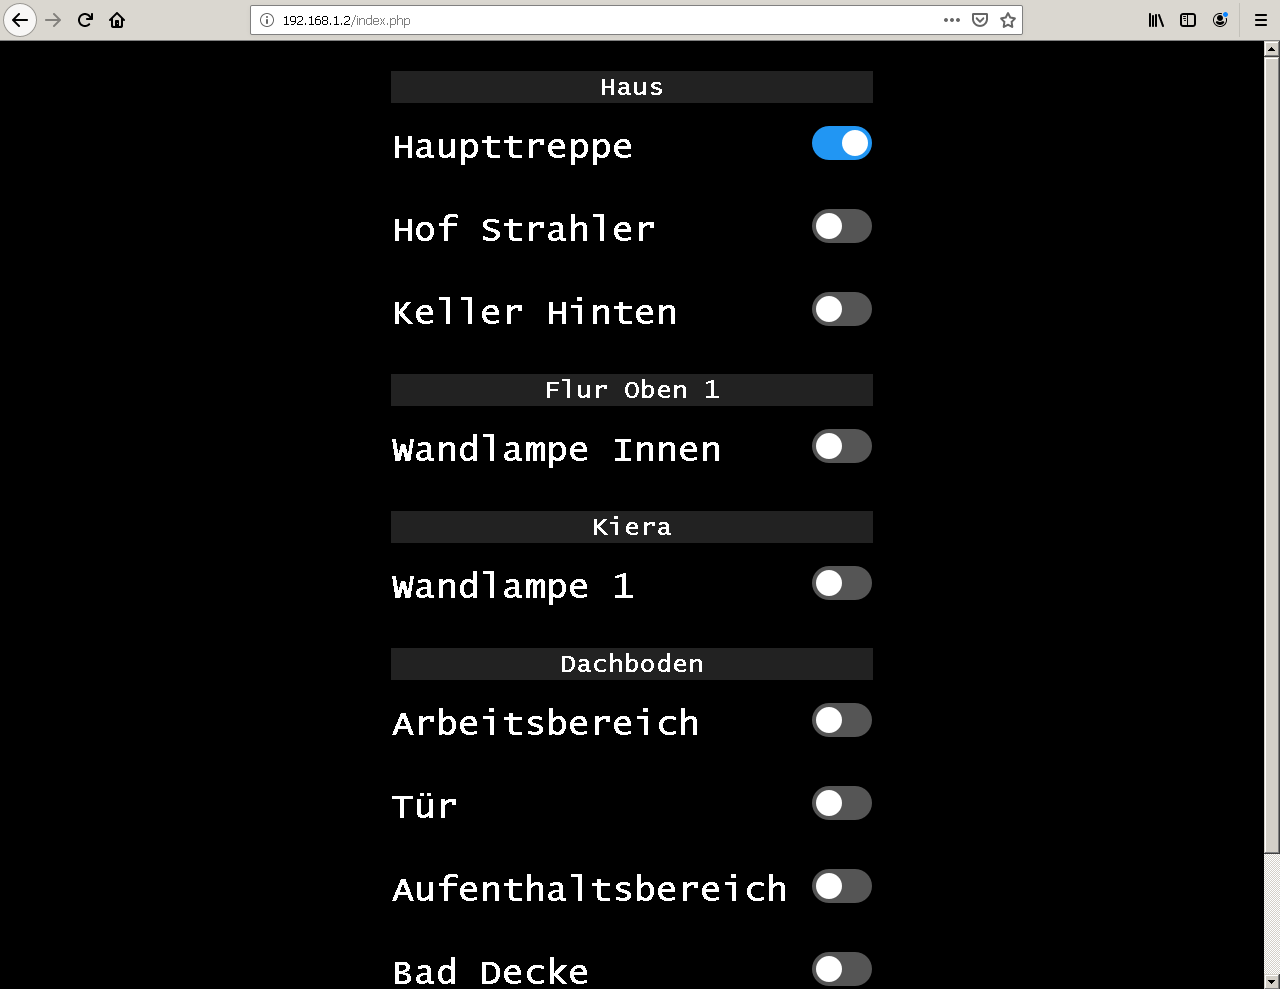 192.168.1.2/index.php
Haus
Haupttreppe
Hof Strahler
Keller Hinten
Flur Oben 1
Wandlampe Innen
Kiera
Wandlampe 1
Dachboden
Arbeitsbereich
Tür
Aufenthaltsbereich
Bad Decke